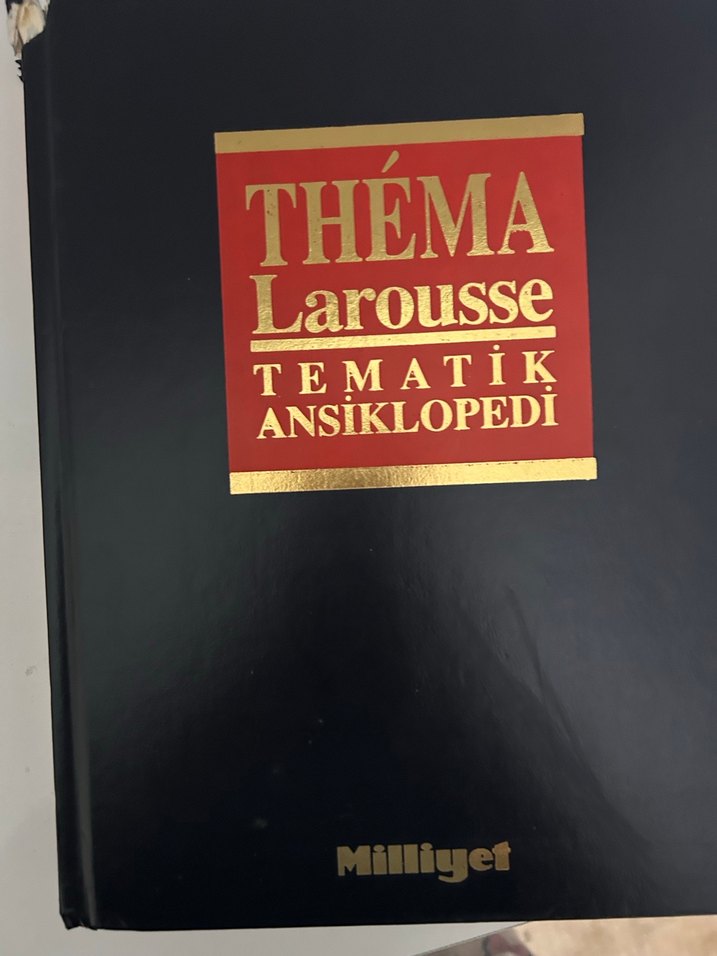 THÉMA
Larousse
TEMATİK
ANSİKLOPEDİ
Milliyet